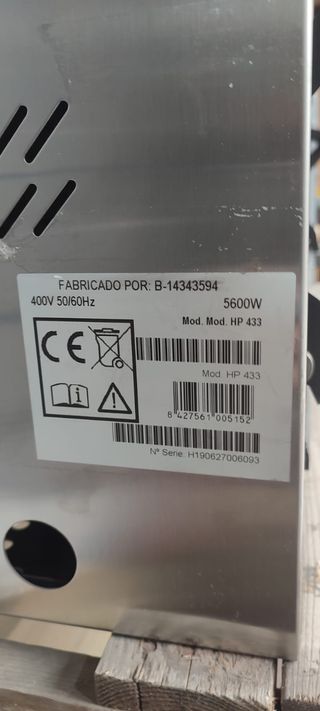 FABRICADO POR: B-14343594
400V 50/60Hz 5600W
Mod. Mod. HP 433
CE
Mod. HP 433
8 427561 005152
Nº Serie: H190627006093